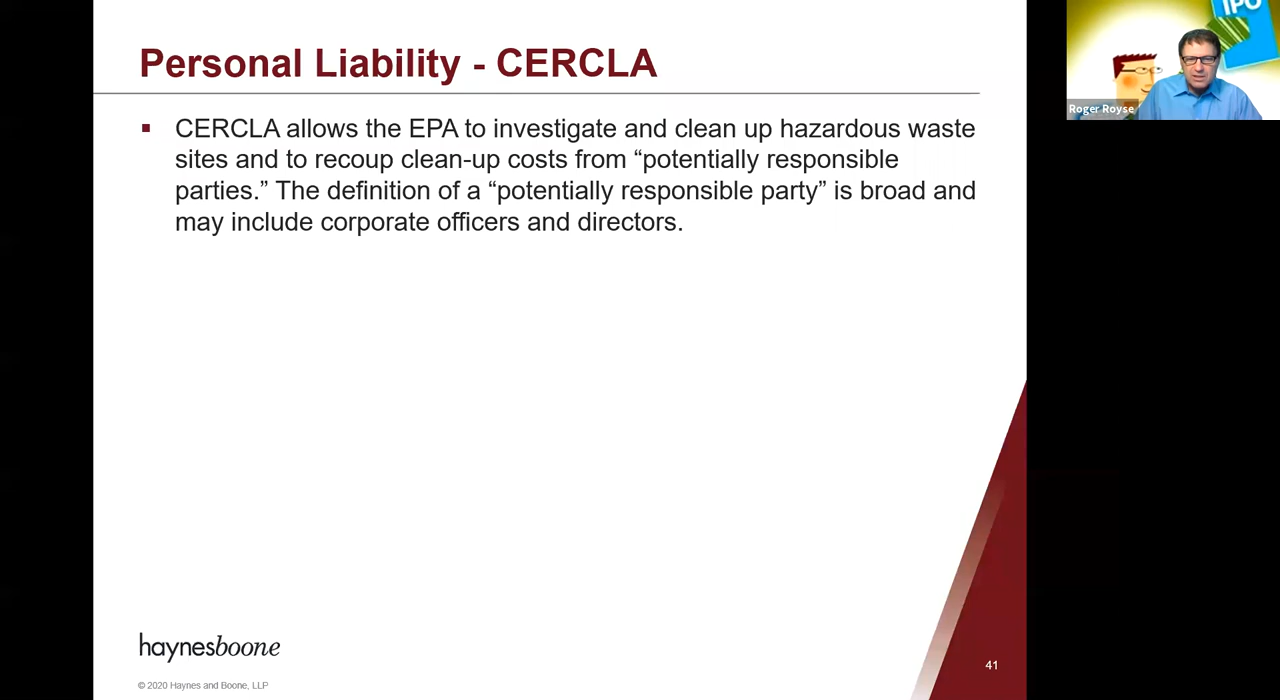 Personal Liability - CERCLA
▪ CERCLA allows the EPA to investigate and clean up hazardous waste
sites and to recoup clean-up costs from “potentially responsible
parties.” The definition of a “potentially responsible party” is broad and
may include corporate officers and directors.
IPO
Roger Royse
haynesboone
41
© 2020 Haynes and Boone, LLP